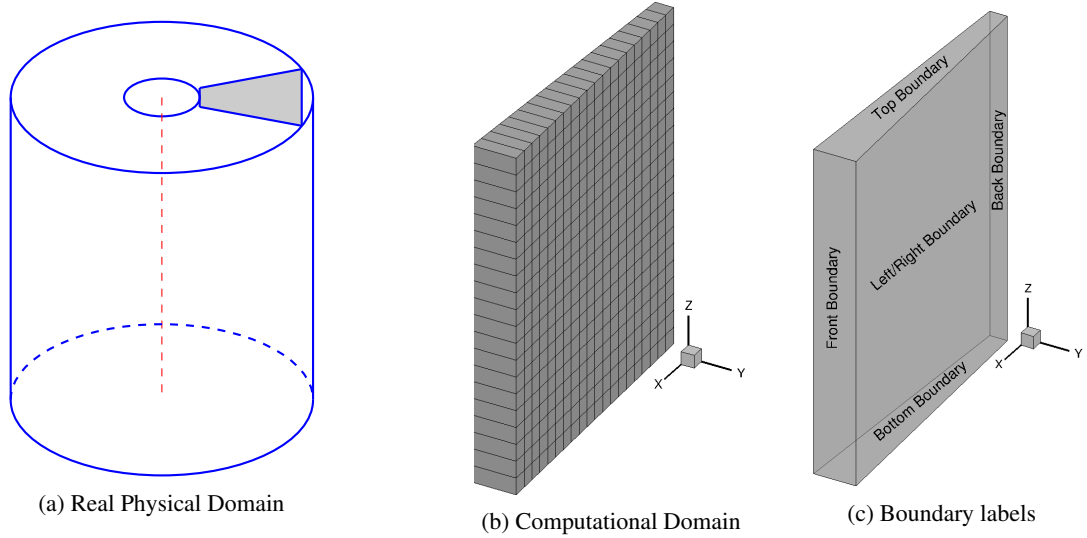 Top Boundary
Back Boundary
Left/Right Boundary
Front Boundary
Bottom Boundary
Z
Y
X
Z
Y
X
(a) Real Physical Domain
(b) Computational Domain
(c) Boundary labels